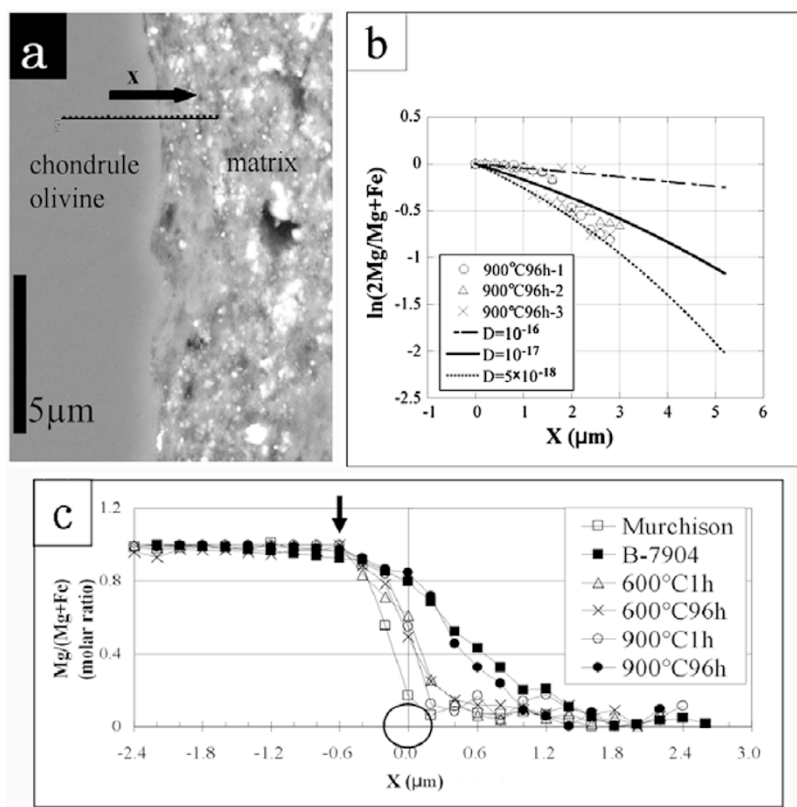 a
x
chondrule
olivine
matrix
5µm
b
ln(2Mg/Mg+Fe)
0.5
0
-0.5
-1
-1.5
-2
-2.5
900°C96h-1
900°C96h-2
900°C96h-3
D=10⁻¹⁶
D=10⁻¹⁷
D=5×10⁻¹⁸
-1 0 1 2 3 4 5 6
X (µm)
c
Mg/(Mg+Fe)
(molar ratio)
1.2
0.8
0.4
0
Murchison
B-7904
600°C1h
600°C96h
900°C1h
900°C96h
-2.4 -1.8 -1.2 -0.6 0.0 0.6 1.2 1.8 2.4 3.0
X (µm)